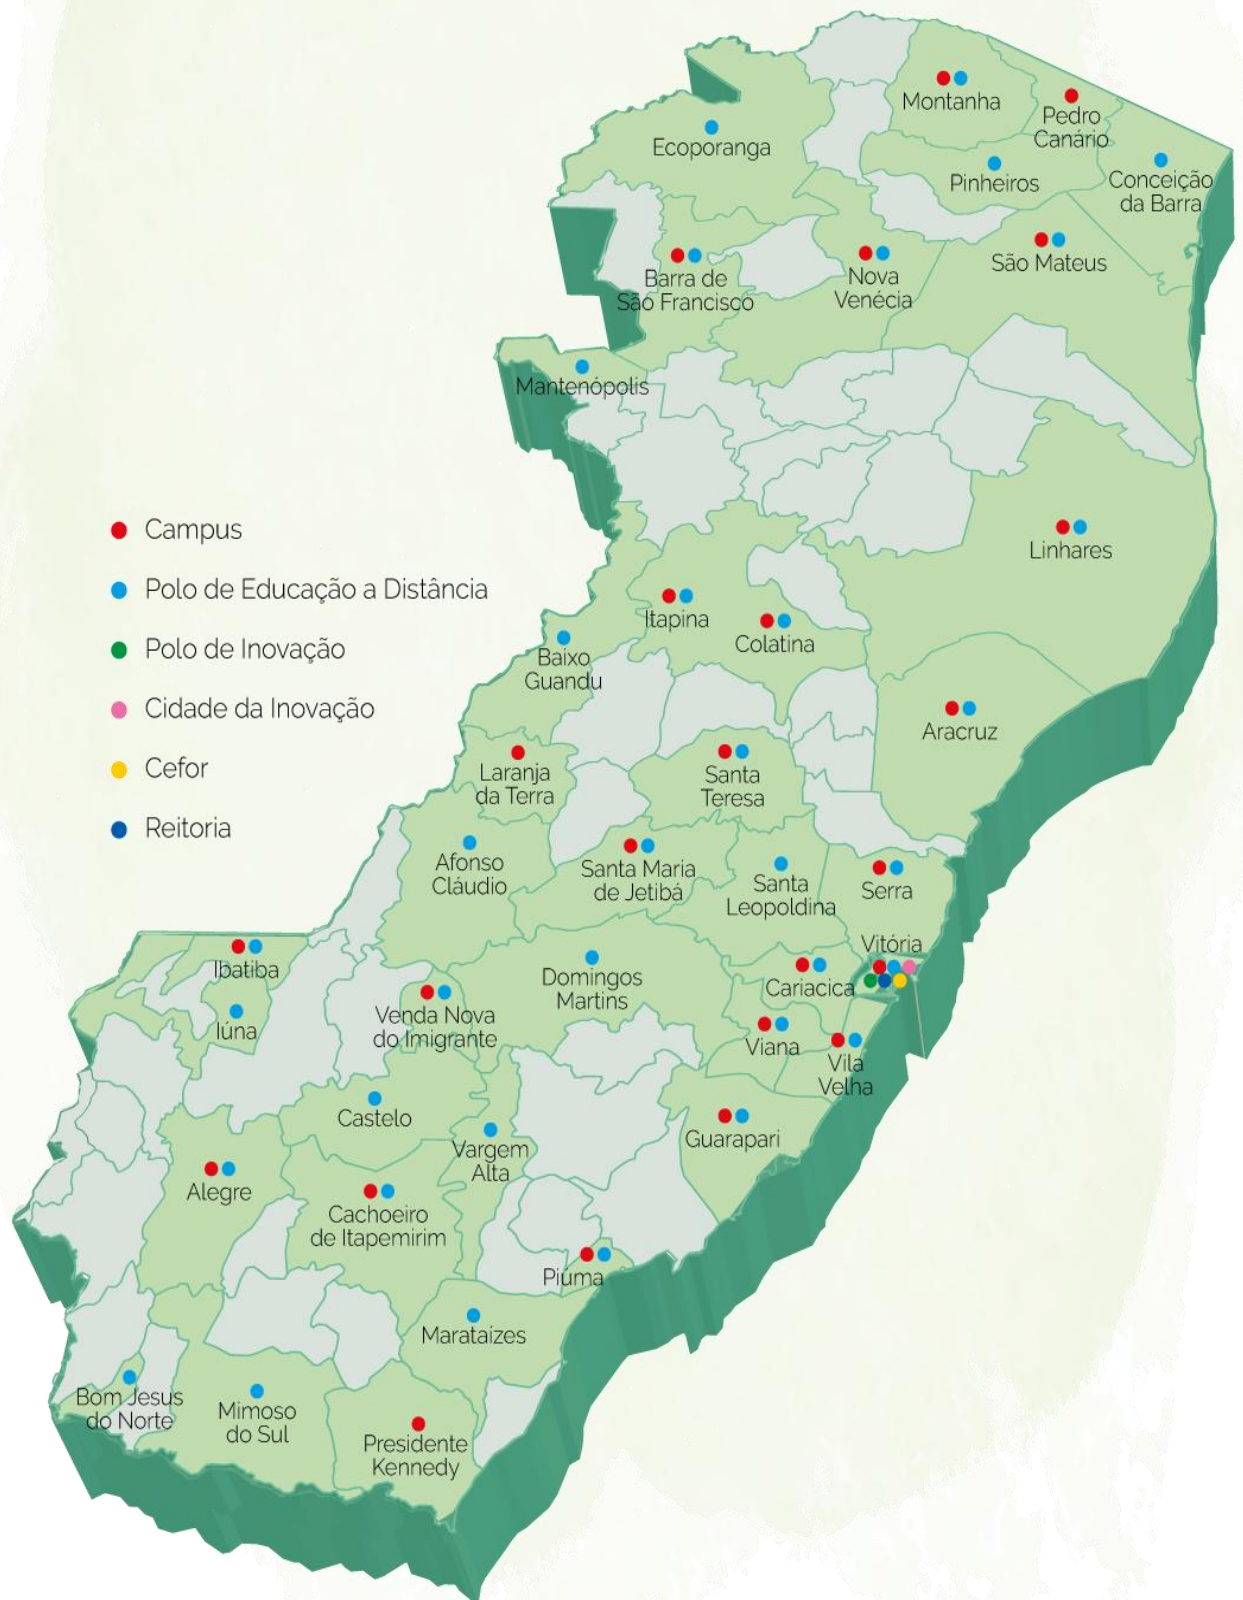 Montanha
Pedro
Canário
Ecoporanga
Pinheiros
Conceição
da Barra
São Mateus
Barra de
São Francisco
Nova
Venécia
Mantenópolis
Campus
Polo de Educação a Distância
Polo de Inovação
Cidade da Inovação
Cefor
Reitoria
Linhares
Itapina
Colatina
Baixo
Guandu
Aracruz
Laranja
da Terra
Santa
Teresa
Afonso
Cláudio
Santa Maria
de Jetibá
Santa
Leopoldina
Serra
Vitória
Ibatiba
Domingos
Martins
Cariacica
Iúna
Venda Nova
do Imigrante
Viana
Vila
Velha
Castelo
Vargem
Alta
Guarapari
Alegre
Cachoeiro
de Itapemirim
Piúma
Marataízes
Bom Jesus
do Norte
Mimoso
do Sul
Presidente
Kennedy